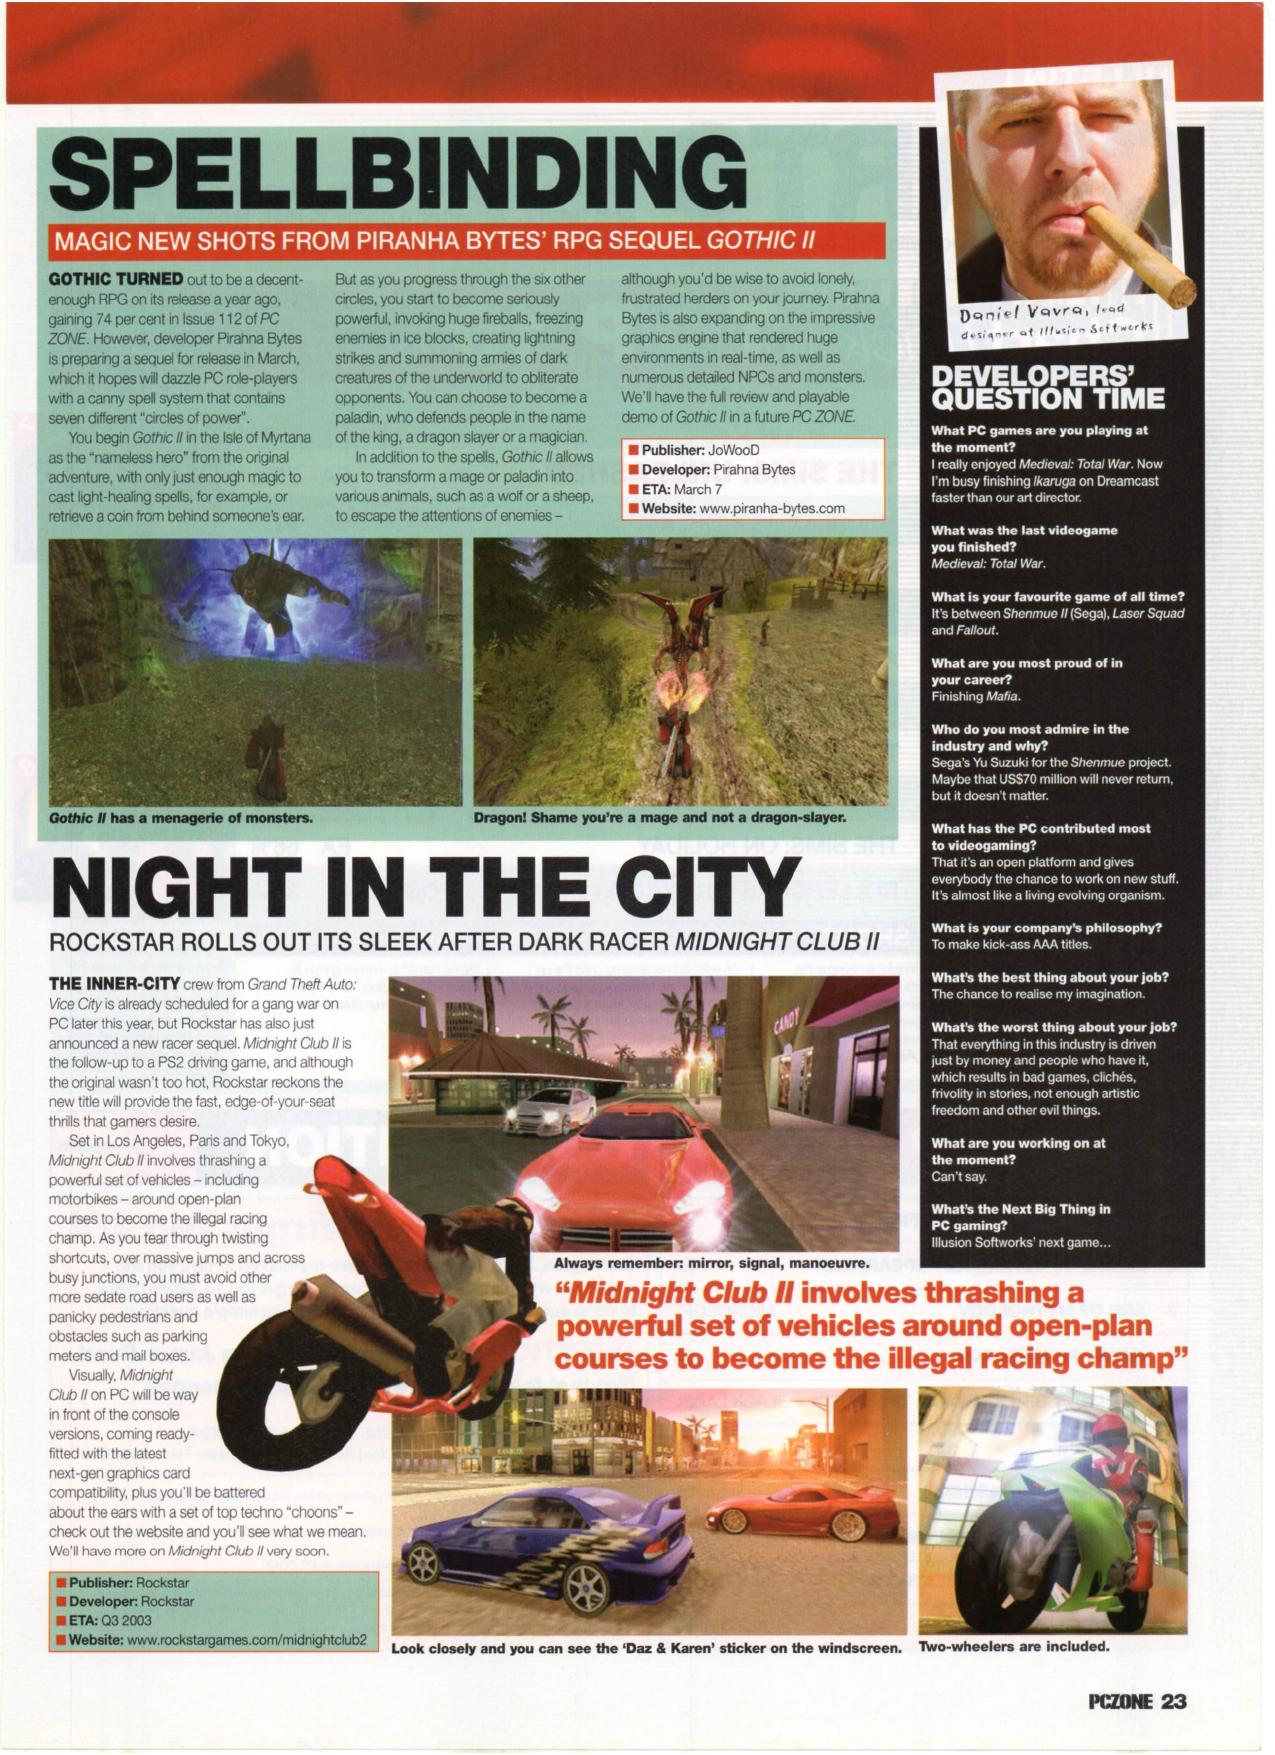 SPELLBINDING
MAGIC NEW SHOTS FROM PIRANHA BYTES' RPG SEQUEL GOTHIC II
GOTHIC TURNED out to be a decent-
enough RPG on its release a year ago,
gaining 74 per cent in Issue 112 of PC
ZONE. However, developer Pirahna Bytes
is preparing a sequel for release in March,
which it hopes will dazzle PC role-players
with a canny spell system that contains
seven different "circles of power".
You begin Gothic II in the Isle of Myrtana
as the "nameless hero" from the original
adventure, with only just enough magic to
cast light-healing spells, for example, or
retrieve a coin from behind someone's ear.
But as you progress through the six other
circles, you start to become seriously
powerful, invoking huge fireballs, freezing
enemies in ice blocks, creating lightning
strikes and summoning armies of dark
creatures of the underworld to obliterate
opponents. You can choose to become a
paladin, who defends people in the name
of the king, a dragon slayer or a magician.
In addition to the spells, Gothic II allows
you to transform a mage or paladin into
various animals, such as a wolf or a sheep,
to escape the attentions of enemies –
although you'd be wise to avoid lonely,
frustrated herders on your journey. Pirahna
Bytes is also expanding on the impressive
graphics engine that rendered huge
environments in real-time, as well as
numerous detailed NPCs and monsters.
We'll have the full review and playable
demo of Gothic II in a future PC ZONE.
■ Publisher: JoWooD
■ Developer: Pirahna Bytes
■ ETA: March 7
■ Website: www.piranha-bytes.com
Gothic II has a menagerie of monsters.
Dragon! Shame you're a mage and not a dragon-slayer.
NIGHT IN THE CITY
ROCKSTAR ROLLS OUT ITS SLEEK AFTER DARK RACER MIDNIGHT CLUB II
THE INNER-CITY crew from Grand Theft Auto:
Vice City is already scheduled for a gang war on
PC later this year, but Rockstar has also just
announced a new racer sequel. Midnight Club II is
the follow-up to a PS2 driving game, and although
the original wasn't too hot, Rockstar reckons the
new title will provide the fast, edge-of-your-seat
thrills that gamers desire.
Set in Los Angeles, Paris and Tokyo,
Midnight Club II involves thrashing a
powerful set of vehicles – including
motorbikes – around open-plan
courses to become the illegal racing
champ. As you tear through twisting
shortcuts, over massive jumps and across
busy junctions, you must avoid other
more sedate road users as well as
panicky pedestrians and
obstacles such as parking
meters and mail boxes.
Visually, Midnight
Club II on PC will be way
in front of the console
versions, coming ready-
fitted with the latest
next-gen graphics card
compatibility, plus you'll be battered
about the ears with a set of top techno "choons" –
check out the website and you'll see what we mean.
We'll have more on Midnight Club II very soon.
■ Publisher: Rockstar
■ Developer: Rockstar
■ ETA: Q3 2003
■ Website: www.rockstargames.com/midnightclub2
CANDY
Always remember: mirror, signal, manoeuvre.
"Midnight Club II involves thrashing a
powerful set of vehicles around open-plan
courses to become the illegal racing champ"
Look closely and you can see the 'Daz & Karen' sticker on the windscreen.
Two-wheelers are included.
Daniel Vavra, lead
designer at Illusion Softworks
DEVELOPERS'
QUESTION TIME
What PC games are you playing at
the moment?
I really enjoyed Medieval: Total War. Now
I'm busy finishing Ikaruga on Dreamcast
faster than our art director.
What was the last videogame
you finished?
Medieval: Total War.
What is your favourite game of all time?
It's between Shenmue II (Sega), Laser Squad
and Fallout.
What are you most proud of in
your career?
Finishing Mafia.
Who do you most admire in the
industry and why?
Sega's Yu Suzuki for the Shenmue project.
Maybe that US$70 million will never return,
but it doesn't matter.
What has the PC contributed most
to videogaming?
That it's an open platform and gives
everybody the chance to work on new stuff.
It's almost like a living evolving organism.
What is your company's philosophy?
To make kick-ass AAA titles.
What's the best thing about your job?
The chance to realise my imagination.
What's the worst thing about your job?
That everything in this industry is driven
just by money and people who have it,
which results in bad games, clichés,
frivolity in stories, not enough artistic
freedom and other evil things.
What are you working on at
the moment?
Can't say.
What's the Next Big Thing in
PC gaming?
Illusion Softworks' next game...
PCZONE 23